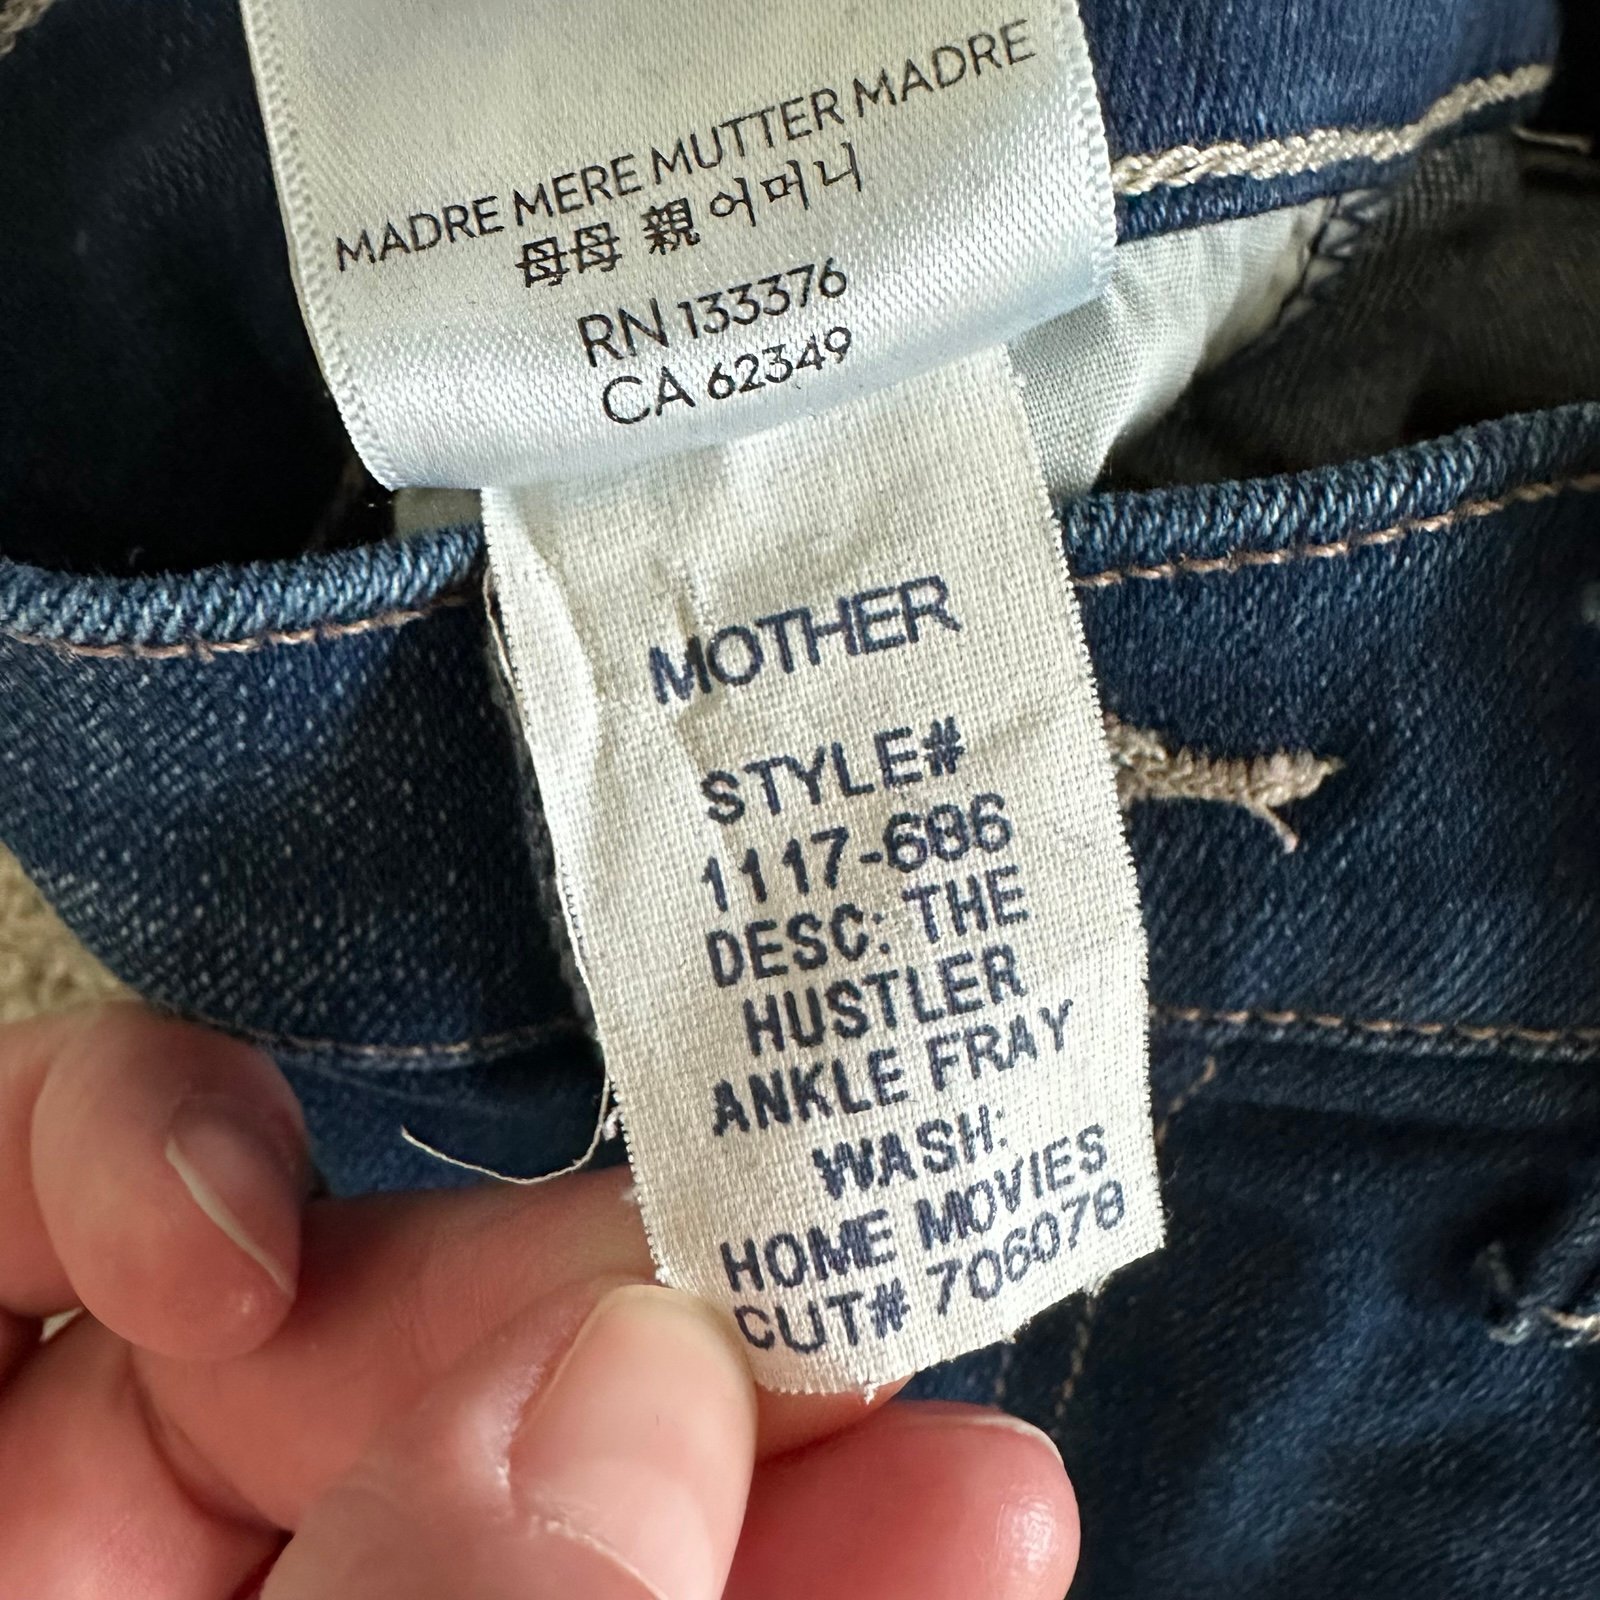 MADRE MERE MUTTER MADRE
母母 親 어머니
RN 133376
CA 62349
MOTHER
STYLE#
1117-686
DESC: THE
HUSTLER
ANKLE FRAY
WASH:
HOME MOVIES
CUT# 706078